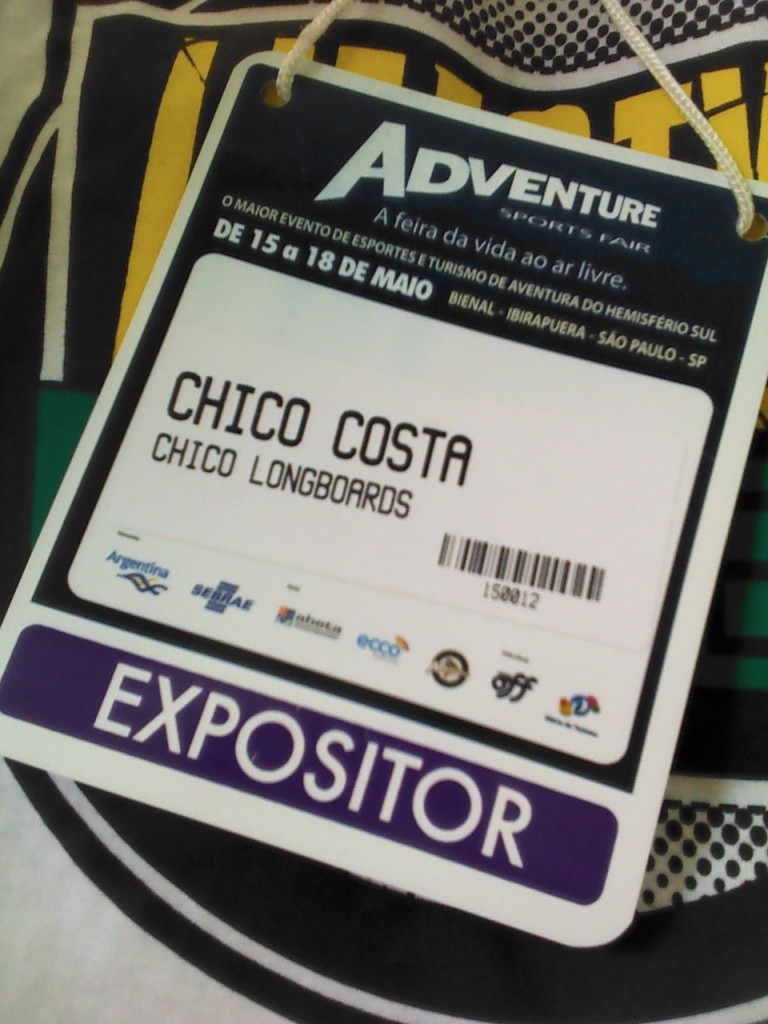 ADVENTURE
SPORTS FAIR
A feira da vida ao ar livre.
O MAIOR EVENTO DE ESPORTES E TURISMO DE AVENTURA DO HEMISFÉRIO SUL
DE 15 a 18 DE MAIO BIENAL - IBIRAPUERA - SÃO PAULO - SP
CHICO COSTA
CHICO LONGBOARDS
150012
Argentina
SEBRAE
abeta
ecco
off
EXPOSITOR